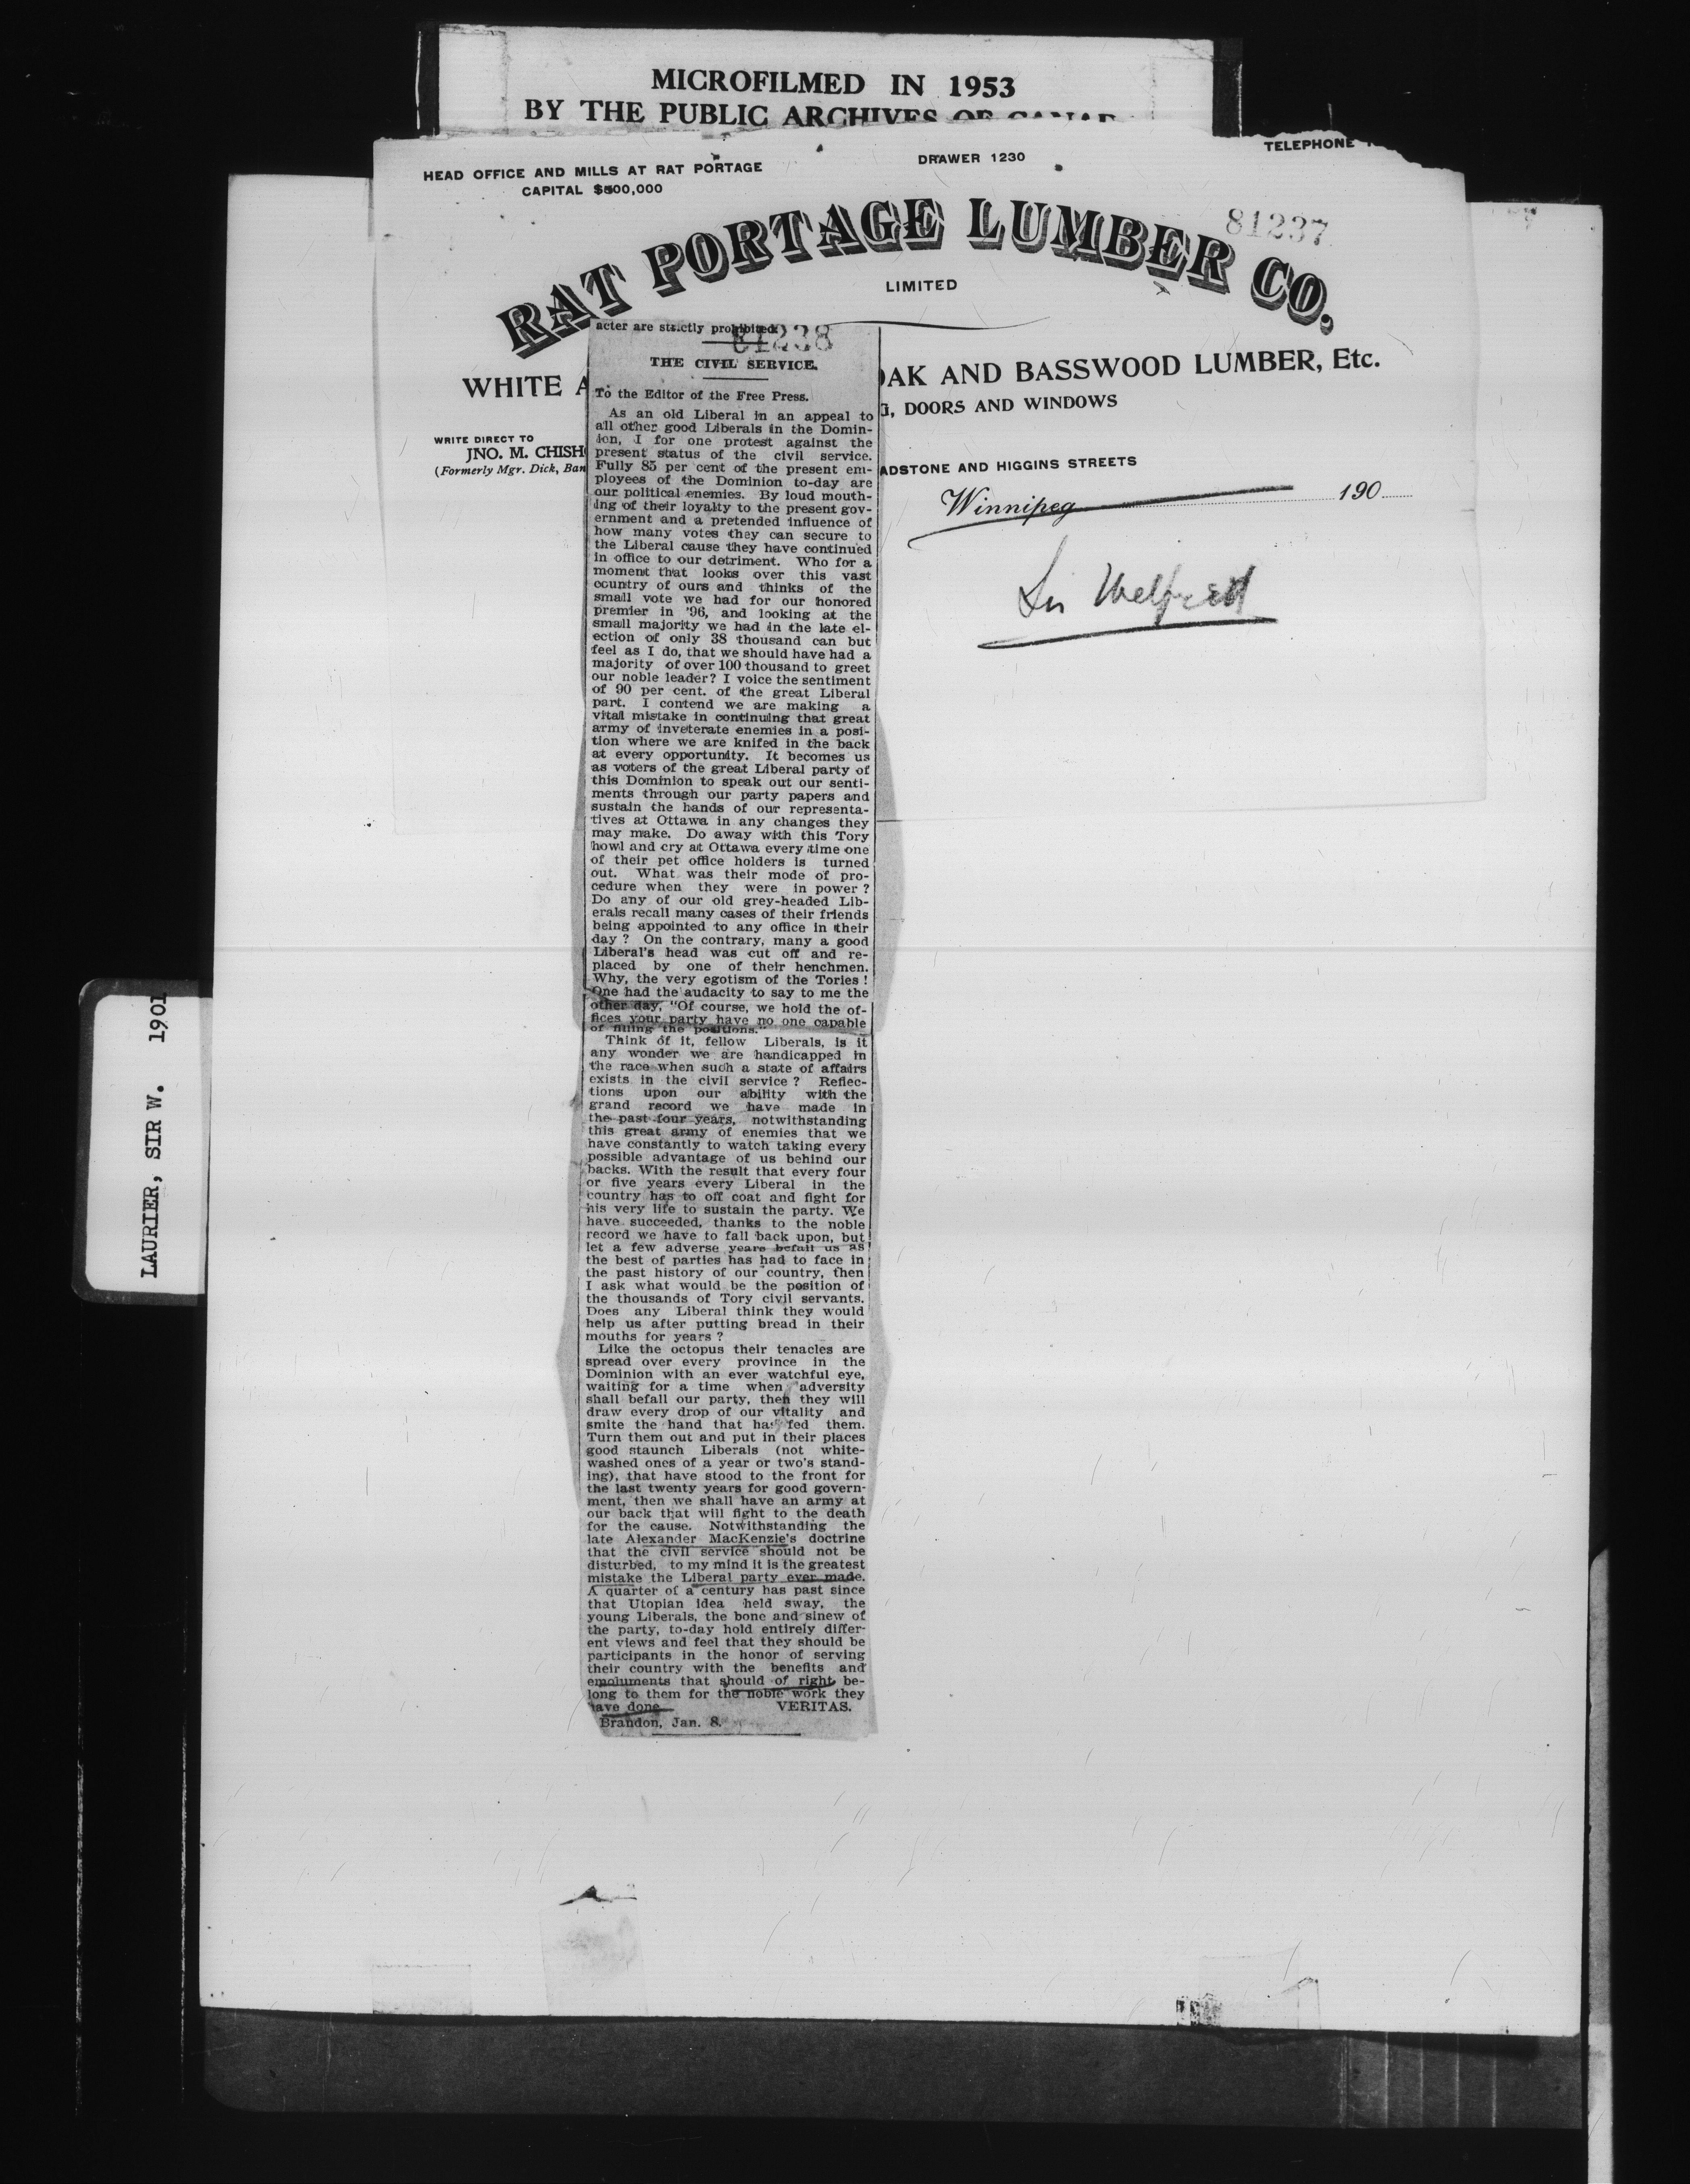 MICROFILMED IN 1953
BY THE PUBLIC ARCHIVES OF CANAD
HEAD OFFICE AND MILLS AT RAT PORTAGE
CAPITAL $500,000
DRAWER 1230
TELEPHONE
81237
RAT PORTAGE LUMBER CO.
LIMITED
WHITE A
OAK AND BASSWOOD LUMBER, Etc.
G, DOORS AND WINDOWS
WRITE DIRECT TO
JNO. M. CHISH
(Formerly Mgr. Dick, Ban
ADSTONE AND HIGGINS STREETS
Winnipeg 190
Sir Wilfred
acter are strictly prohibited.
81238
THE CIVIL SERVICE.
To the Editor of the Free Press.
As an old Liberal in an appeal to
all other good Liberals in the Domin-
ion, I for one protest against the
present status of the civil service.
Fully 85 per cent of the present em-
ployees of the Dominion to-day are
our political enemies. By loud mouth-
ing of their loyalty to the present gov-
ernment and a pretended influence of
how many votes they can secure to
the Liberal cause they have continued
in office to our detriment. Who for a
moment that looks over this vast
country of ours and thinks of the
small vote we had for our honored
premier in '96, and looking at the
small majority we had in the late el-
ection of only 38 thousand can but
feel as I do, that we should have had a
majority of over 100 thousand to greet
our noble leader? I voice the sentiment
of 90 per cent. of the great Liberal
part. I contend we are making a
vital mistake in continuing that great
army of inveterate enemies in a posi-
tion where we are knifed in the back
at every opportunity. It becomes us
as voters of the great Liberal party of
this Dominion to speak out our senti-
ments through our party papers and
sustain the hands of our representa-
tives at Ottawa in any changes they
may make. Do away with this Tory
howl and cry at Ottawa every time one
of their pet office holders is turned
out. What was their mode of pro-
cedure when they were in power ?
Do any of our old grey-headed Lib-
erals recall many cases of their friends
being appointed to any office in their
day ? On the contrary, many a good
Liberal's head was cut off and re-
placed by one of their henchmen.
Why, the very egotism of the Tories !
One had the audacity to say to me the
other day, "Of course, we hold the of-
fices your party have no one capable
of filling the positions."
Think of it, fellow Liberals, is it
any wonder we are handicapped in
the race when such a state of affairs
exists in the civil service ? Reflec-
tions upon our ability with the
grand record we have made in
the past four years, notwithstanding
this great army of enemies that we
have constantly to watch taking every
possible advantage of us behind our
backs. With the result that every four
or five years every Liberal in the
country has to off coat and fight for
his very life to sustain the party. We
have succeeded, thanks to the noble
record we have to fall back upon, but
let a few adverse years befall us as
the best of parties has had to face in
the past history of our country, then
I ask what would be the position of
the thousands of Tory civil servants.
Does any Liberal think they would
help us after putting bread in their
mouths for years ?
Like the octopus their tenacles are
spread over every province in the
Dominion with an ever watchful eye,
waiting for a time when adversity
shall befall our party, then they will
draw every drop of our vitality and
smite the hand that has fed them.
Turn them out and put in their places
good staunch Liberals (not white-
washed ones of a year or two's stand-
ing), that have stood to the front for
the last twenty years for good govern-
ment, then we shall have an army at
our back that will fight to the death
for the cause. Notwithstanding the
late Alexander MacKenzie's doctrine
that the civil service should not be
disturbed, to my mind it is the greatest
mistake the Liberal party ever made.
A quarter of a century has past since
that Utopian idea held sway, the
young Liberals, the bone and sinew of
the party, to-day hold entirely differ-
ent views and feel that they should be
participants in the honor of serving
their country with the benefits and
emoluments that should of right be-
long to them for the noble work they
have done. VERITAS.
Brandon, Jan. 8.
LAURIER, SIR W. 1901